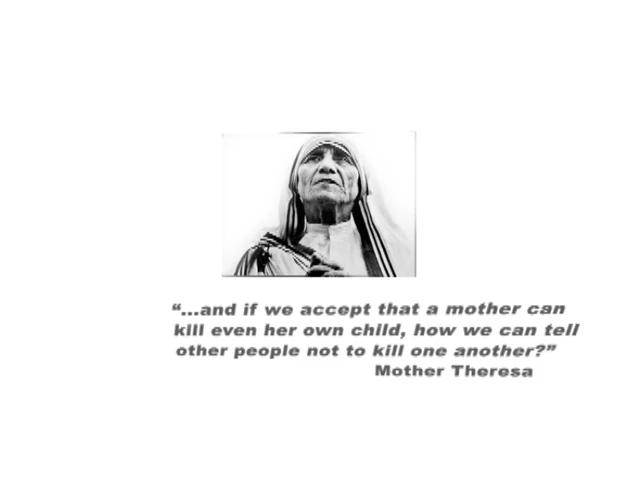 “...and if we accept that a mother can
kill even her own child, how we can tell
other people not to kill one another?”
Mother Theresa